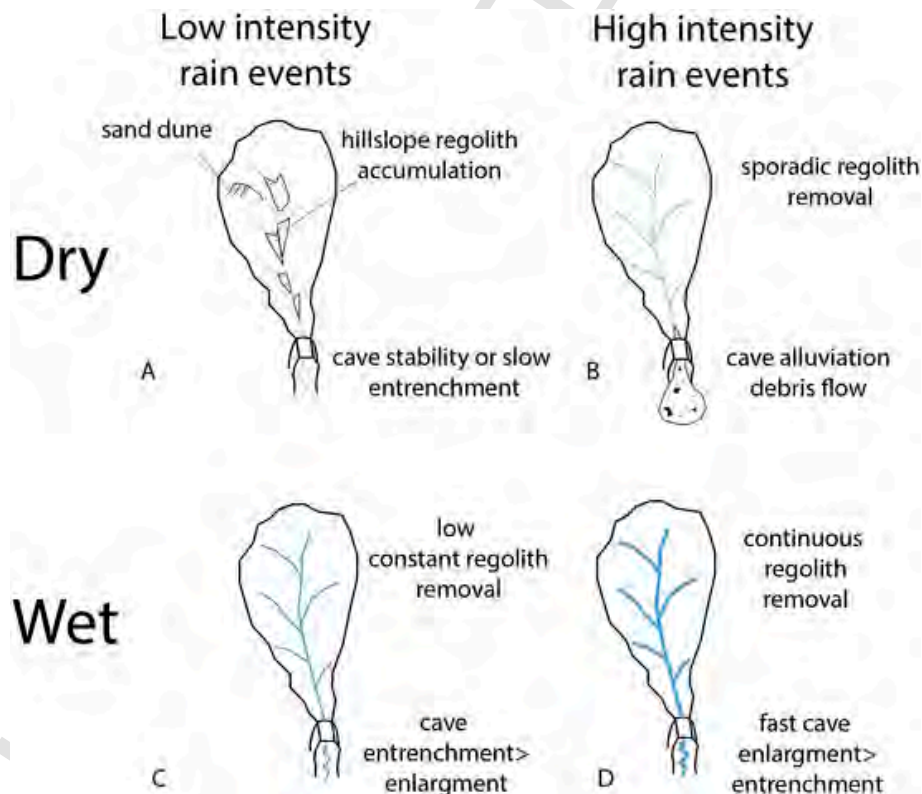 Low intensity
rain events
High intensity
rain events
sand dune
hillslope regolith
accumulation
sporadic regolith
removal
Dry
A
cave stability or slow
entrenchment
B
cave alluviation
debris flow
low
constant regolith
removal
continuous
regolith
removal
Wet
C
cave
entrenchment>
enlargment
D
fast cave
enlargment>
entrenchment